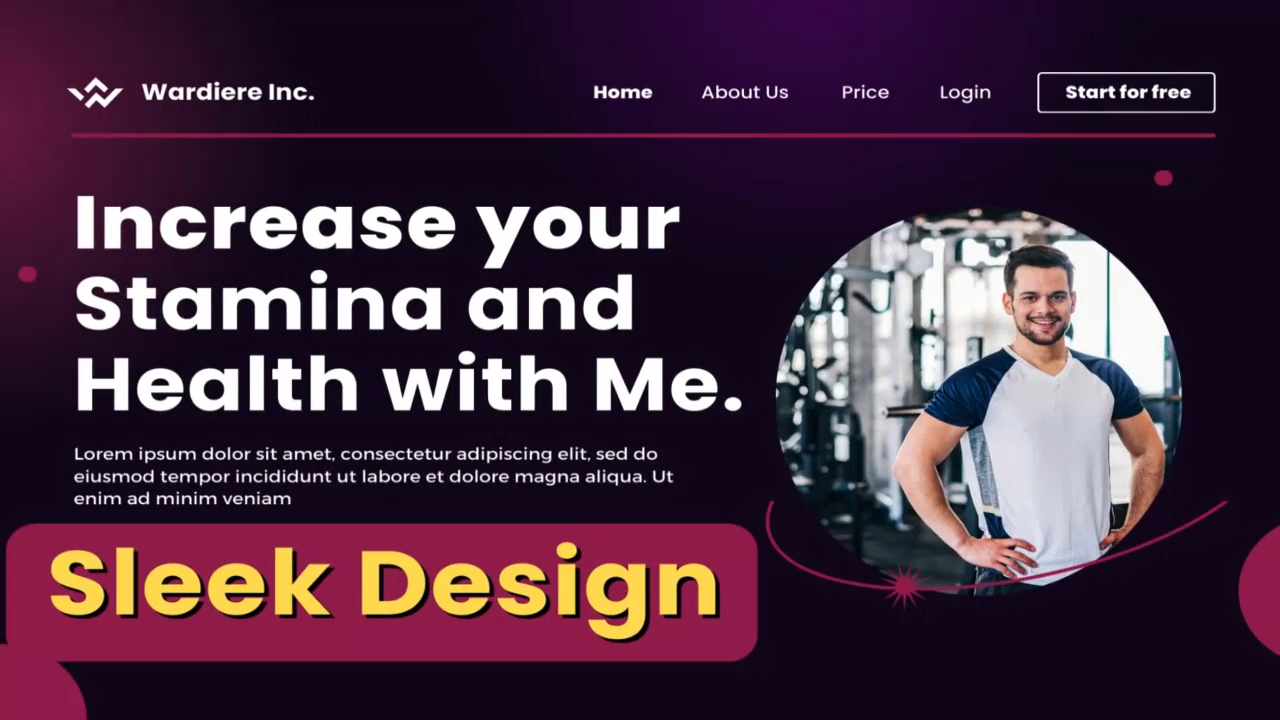 Wardiere Inc.
Home About Us Price Login Start for free
Increase your
Stamina and
Health with Me.
Lorem ipsum dolor sit amet, consectetur adipiscing elit, sed do
eiusmod tempor incididunt ut labore et dolore magna aliqua. Ut
enim ad minim veniam
Sleek Design